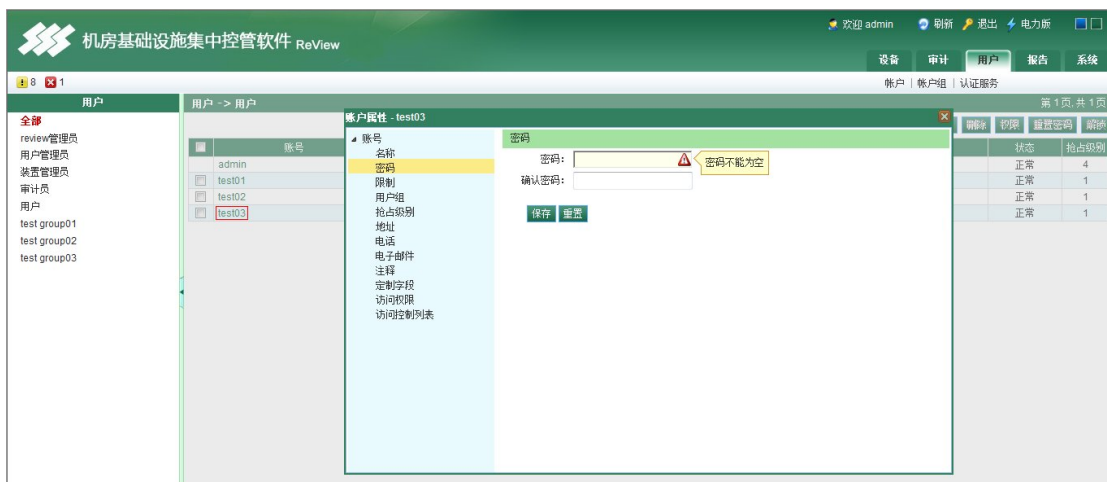 欢迎 admin 刷新 退出 电力版
机房基础设施集中控管软件 ReView
设备 审计 用户 报告 系统
8 1
帐户 | 帐户组 | 认证服务
用户
用户 -> 用户
第1页,共1页
全部
review管理员
用户管理员
装置管理员
审计员
用户
test group01
test group02
test group03
删除 权限 重置密码
账号 状态 抢占级别
admin 正常 4
test01 正常 1
test02 正常 1
test03 正常 1
账户属性 - test03
账号
名称
密码
限制
用户组
抢占级别
地址
电话
电子邮件
注释
定制字段
访问权限
访问控制列表
密码
密码:
密码不能为空
确认密码:
保存 重置